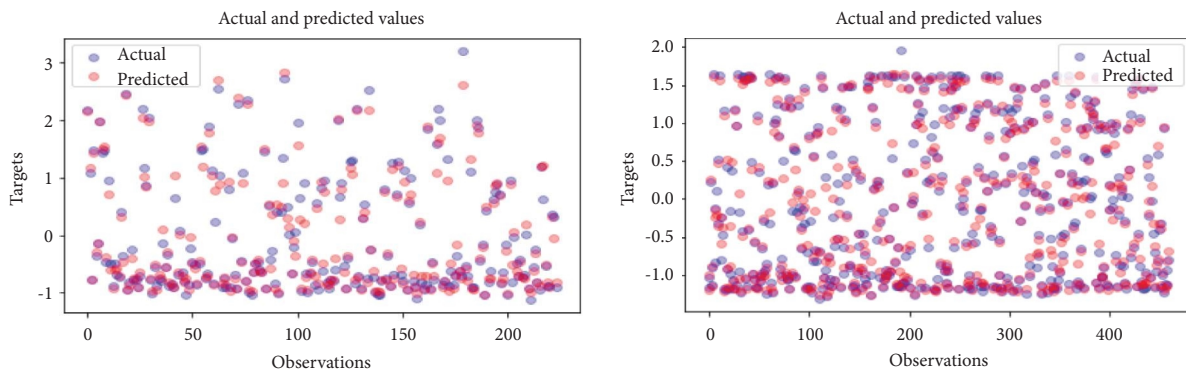 Actual and predicted values
Actual
Predicted
3
2
1
0
-1
Targets
0 50 100 150 200
Observations
Actual and predicted values
Actual
Predicted
2.0
1.5
1.0
0.5
0.0
-0.5
-1.0
Targets
0 100 200 300 400
Observations